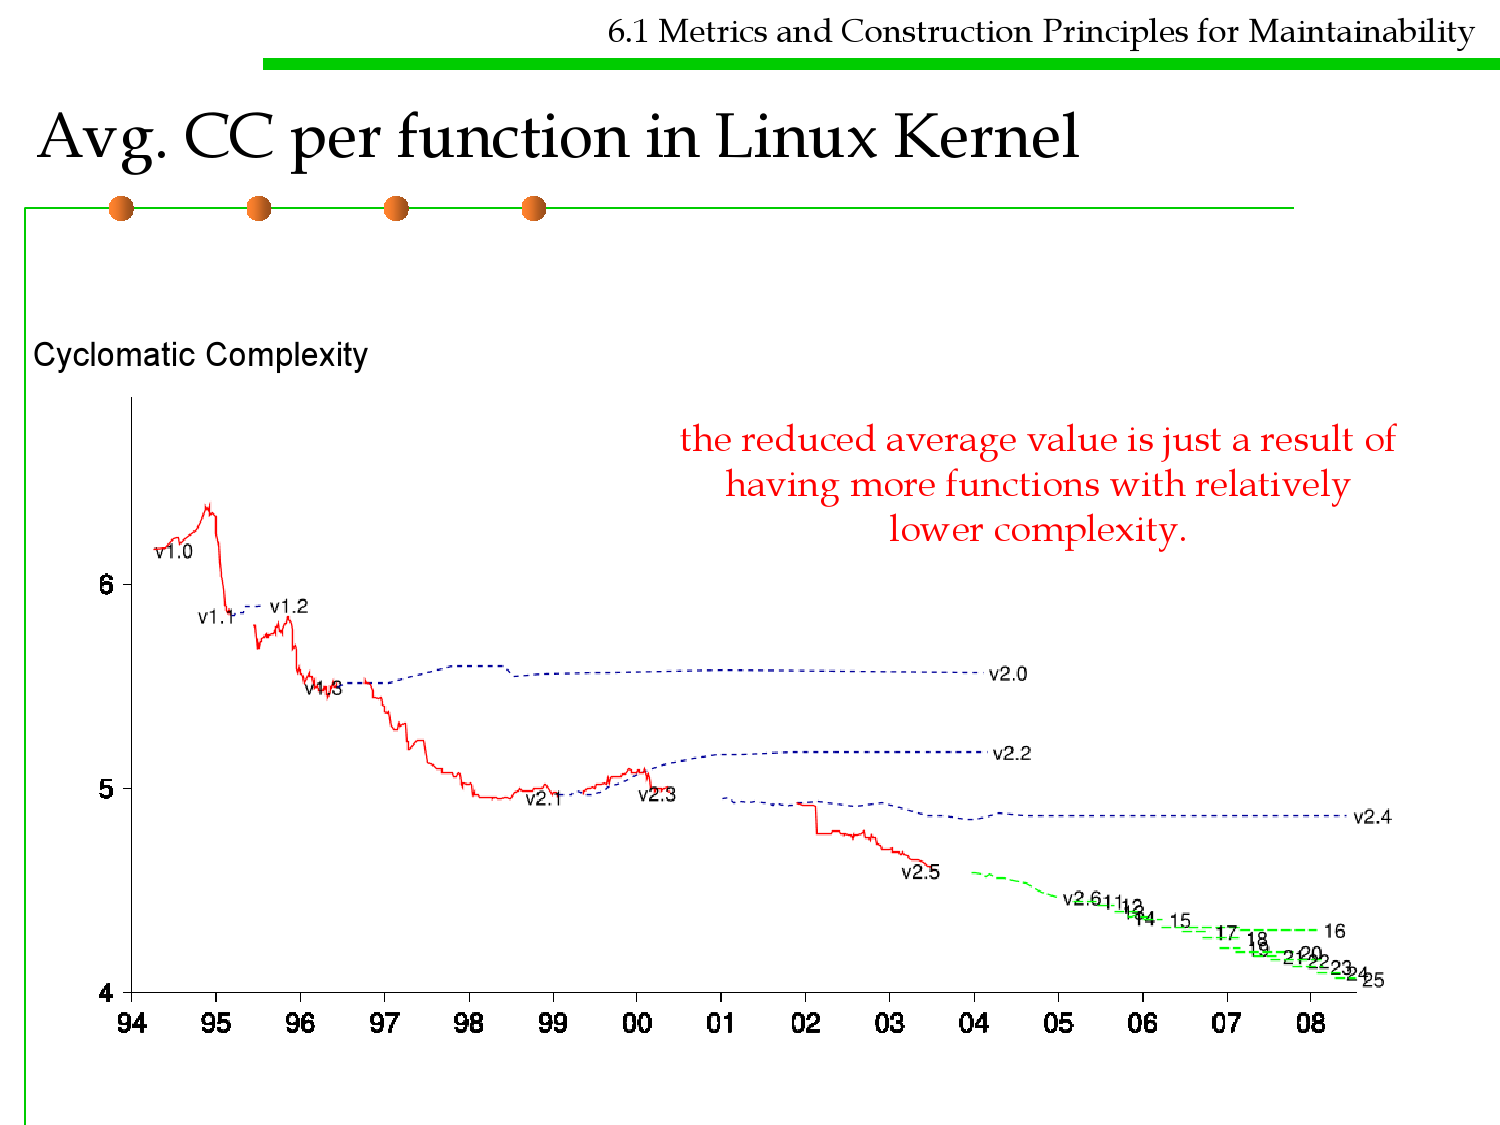 6.1 Metrics and Construction Principles for Maintainability
Avg. CC per function in Linux Kernel
Cyclomatic Complexity
the reduced average value is just a result of
having more functions with relatively
lower complexity.
v1.0
6
v1.1
v1.2
v1.3
v2.0
v2.2
5
v2.1
v2.3
v2.4
v2.5
v2.6
11
12
13
14
15
16
17
18
19
20
21
22
23
24
25
4
94 95 96 97 98 99 00 01 02 03 04 05 06 07 08